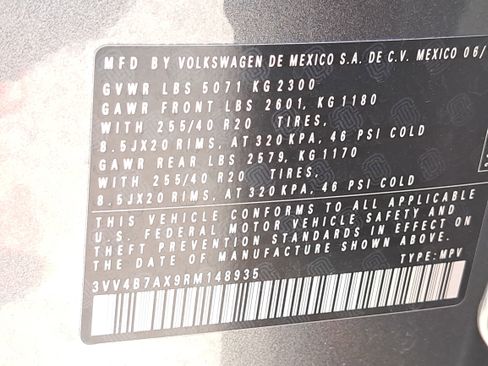 MFD BY VOLKSWAGEN DE MEXICO S.A. DE C.V. MEXICO 06/
GVWR LBS 5071 KG 2300
GAWR FRONT LBS 2601, KG 1180
WITH 255/40 R20 TIRES,
8.5JX20 RIMS, AT 320 KPA, 46 PSI COLD
GAWR REAR LBS 2579, KG 1170
WITH 255/40 R20 TIRES,
8.5JX20 RIMS, AT 320 KPA, 46 PSI COLD
THIS VEHICLE CONFORMS TO ALL APPLICABLE
U.S. FEDERAL MOTOR VEHICLE SAFETY AND
THEFT PREVENTION STANDARDS IN EFFECT ON
THE DATE OF MANUFACTURE SHOWN ABOVE.
3VV4B7AX9RM148935 TYPE: MPV